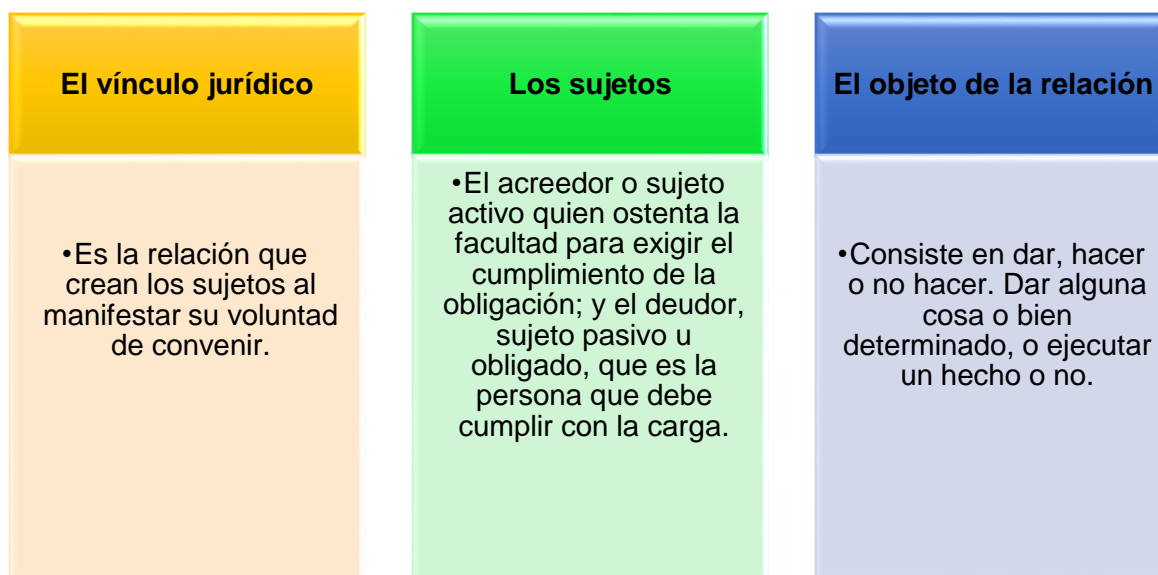 El vínculo jurídico
•Es la relación que
crean los sujetos al
manifestar su voluntad
de convenir.
Los sujetos
•El acreedor o sujeto
activo quien ostenta la
facultad para exigir el
cumplimiento de la
obligación; y el deudor,
sujeto pasivo u
obligado, que es la
persona que debe
cumplir con la carga.
El objeto de la relación
•Consiste en dar, hacer
o no hacer. Dar alguna
cosa o bien
determinado, o ejecutar
un hecho o no.